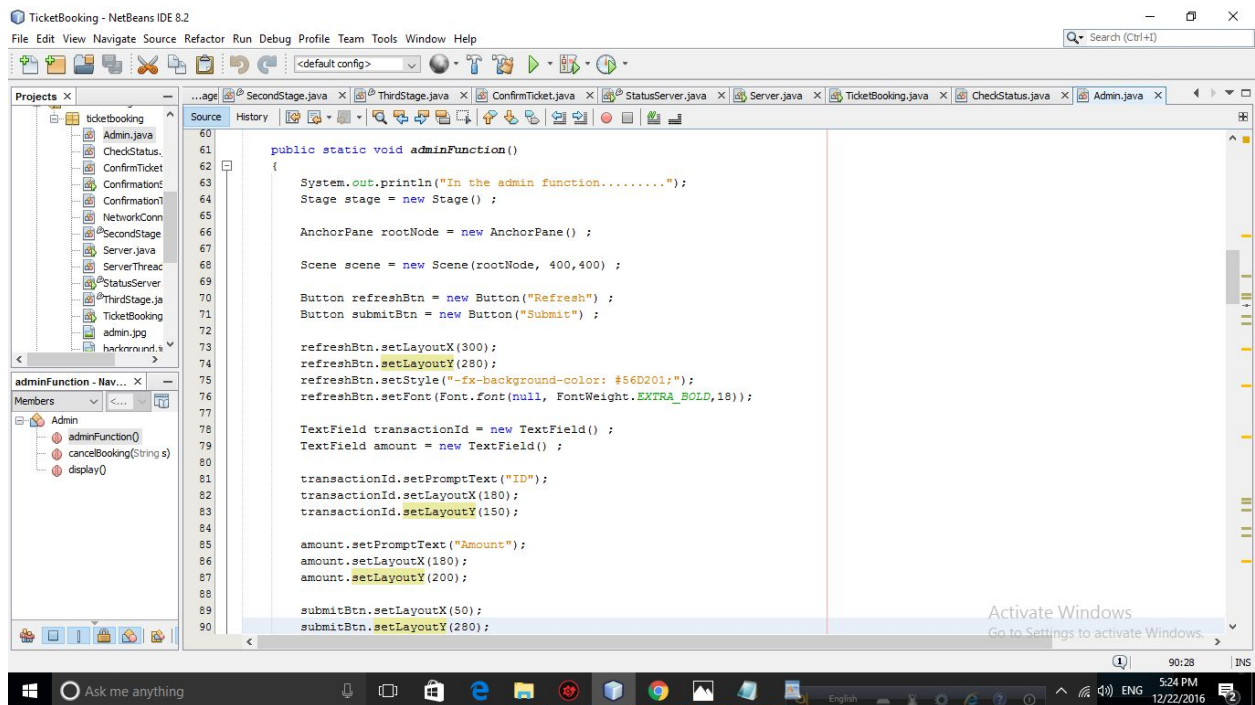 TicketBooking - NetBeans IDE 8.2
File Edit View Navigate Source Refactor Run Debug Profile Team Tools Window Help
Search (Ctrl+I)
<default config>
Projects
...age SecondStage.java ThirdStage.java ConfirmTicket.java StatusServer.java Server.java TicketBooking.java CheckStatus.java Admin.java
Source History
ticketbooking
Admin.java
CheckStatus.
ConfirmTicket
ConfirmationS
ConfirmationT
NetworkConn
SecondStage
Server.java
ServerThread
StatusServer
ThirdStage.ja
TicketBooking
admin.jpg
background.j
adminFunction - Nav...
Members <...
Admin
adminFunction()
cancelBooking(String s)
display()
60
61 public static void adminFunction()
62 {
63 System.out.println("In the admin function.........");
64 Stage stage = new Stage() ;
65
66 AnchorPane rootNode = new AnchorPane() ;
67
68 Scene scene = new Scene(rootNode, 400,400) ;
69
70 Button refreshBtn = new Button("Refresh") ;
71 Button submitBtn = new Button("Submit") ;
72
73 refreshBtn.setLayoutX(300);
74 refreshBtn.setLayoutY(280);
75 refreshBtn.setStyle("-fx-background-color: #56D201;");
76 refreshBtn.setFont(Font.font(null, FontWeight.EXTRA_BOLD,18));
77
78 TextField transactionId = new TextField() ;
79 TextField amount = new TextField() ;
80
81 transactionId.setPromptText("ID");
82 transactionId.setLayoutX(180);
83 transactionId.setLayoutY(150);
84
85 amount.setPromptText("Amount");
86 amount.setLayoutX(180);
87 amount.setLayoutY(200);
88
89 submitBtn.setLayoutX(50);
90 submitBtn.setLayoutY(280);
Activate Windows
Go to Settings to activate Windows.
1 90:28 INS
Ask me anything
English
ENG
5:24 PM
12/22/2016
2